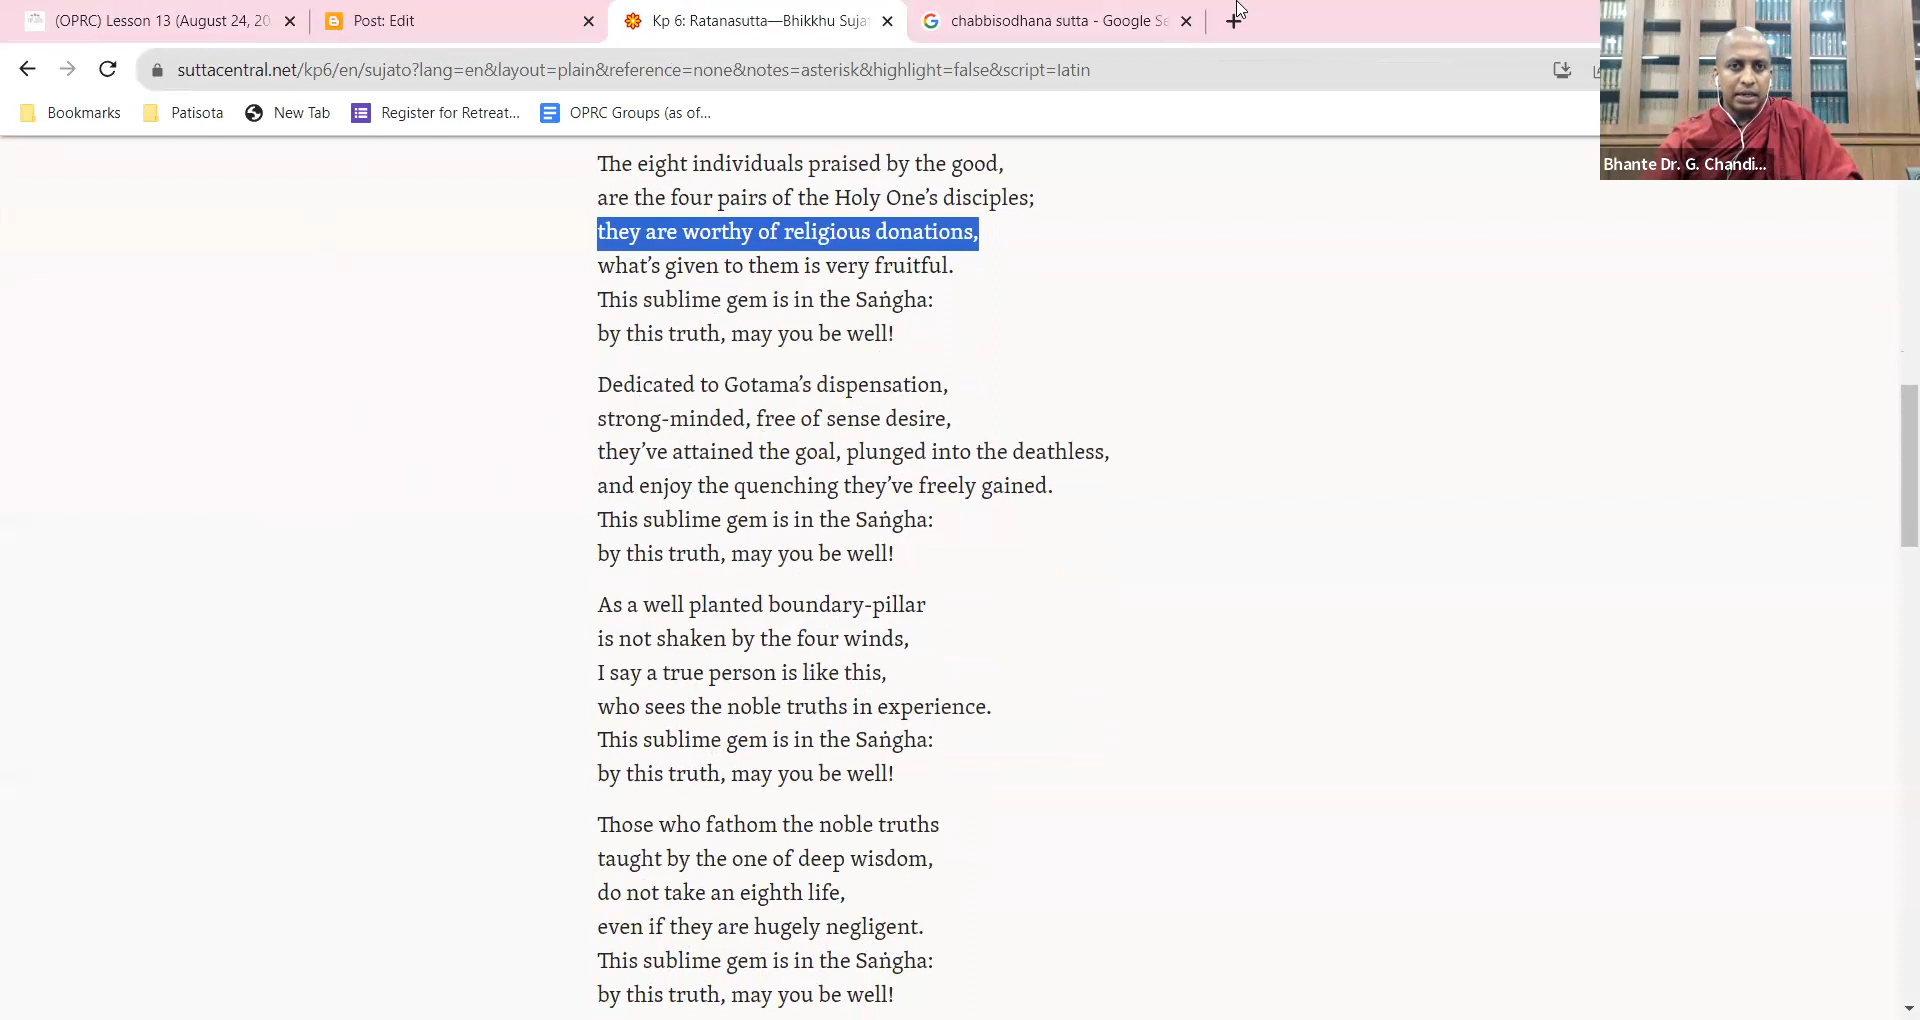 (OPRC) Lesson 13 (August 24, 20
Post: Edit
Kp 6: Ratanasutta—Bhikkhu Suja
chabbisodhana sutta - Google Se
suttacentral.net/kp6/en/sujato?lang=en&layout=plain&reference=none&notes=asterisk&highlight=false&script=latin
Bookmarks
Patisota
New Tab
Register for Retreat...
OPRC Groups (as of...
Bhante Dr. G. Chandi...
The eight individuals praised by the good,
are the four pairs of the Holy One’s disciples;
they are worthy of religious donations,
what’s given to them is very fruitful.
This sublime gem is in the Saṅgha:
by this truth, may you be well!
Dedicated to Gotama’s dispensation,
strong-minded, free of sense desire,
they’ve attained the goal, plunged into the deathless,
and enjoy the quenching they’ve freely gained.
This sublime gem is in the Saṅgha:
by this truth, may you be well!
As a well planted boundary-pillar
is not shaken by the four winds,
I say a true person is like this,
who sees the noble truths in experience.
This sublime gem is in the Saṅgha:
by this truth, may you be well!
Those who fathom the noble truths
taught by the one of deep wisdom,
do not take an eighth life,
even if they are hugely negligent.
This sublime gem is in the Saṅgha:
by this truth, may you be well!